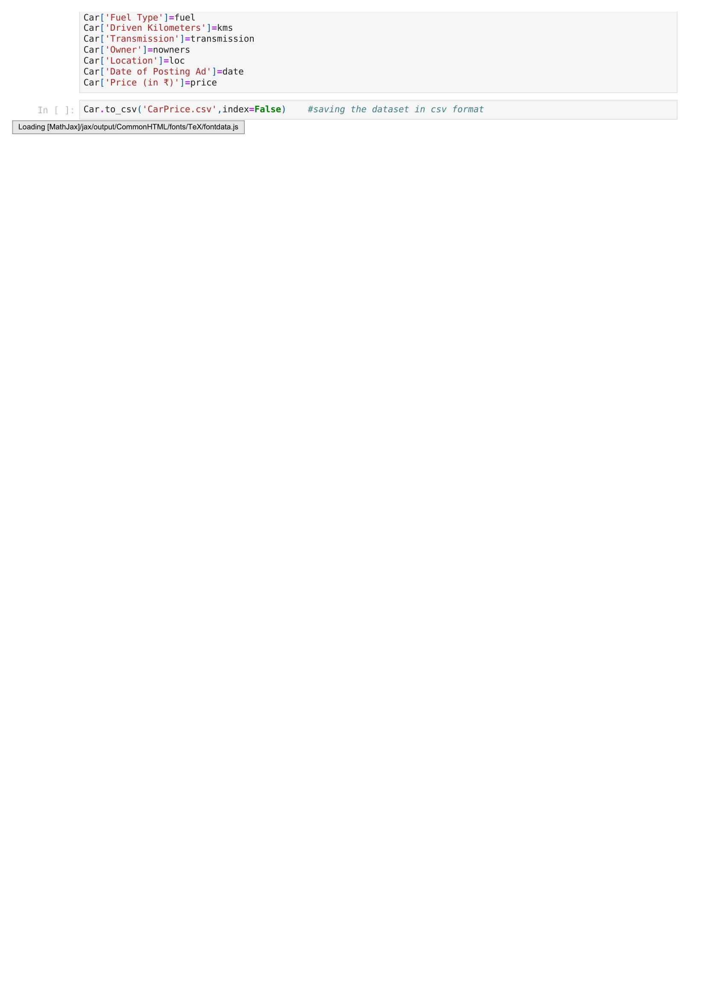 Car['Fuel Type']=fuel
Car['Driven Kilometers']=kms
Car['Transmission']=transmission
Car['Owner']=nowners
Car['Location']=loc
Car['Date of Posting Ad']=date
Car['Price (in ₹)']=price
In [ ]: Car.to_csv('CarPrice.csv',index=False)    #saving the dataset in csv format
Loading [MathJax]/jax/output/CommonHTML/fonts/TeX/fontdata.js